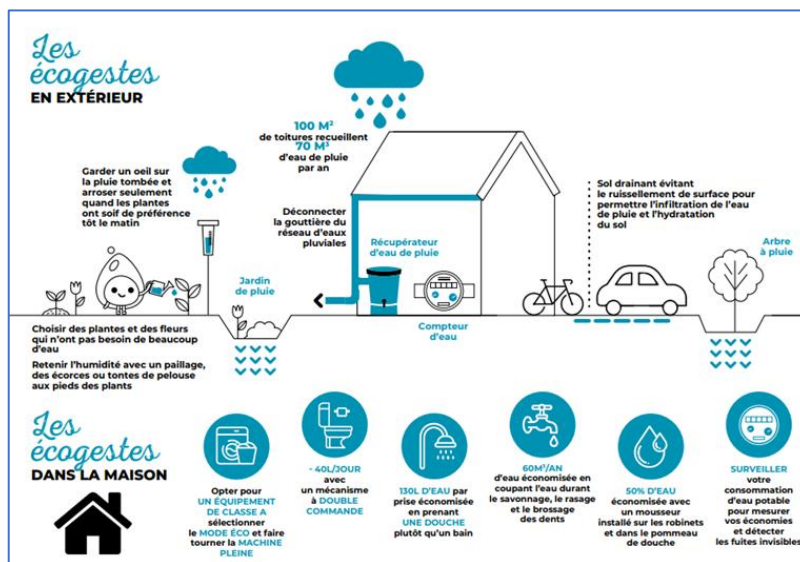 Les
écogestes
EN EXTÉRIEUR
100 M²
de toitures recueillent
70 M³
d'eau de pluie
par an
Garder un oeil sur
la pluie tombée et
arroser seulement
quand les plantes
ont soif de préférence
tôt le matin
Déconnecter
la gouttière du
réseau d'eaux
pluviales
Récupérateur
d'eau de pluie
Sol drainant évitant
le ruissellement de surface pour
permettre l'infiltration de l'eau
de pluie et l'hydratation
du sol
Arbre
à pluie
Jardin
de pluie
Compteur
d'eau
Choisir des plantes et des fleurs
qui n'ont pas besoin de beaucoup
d'eau
Retenir l'humidité avec un paillage,
des écorces ou tontes de pelouse
aux pieds des plants
Les
écogestes
DANS LA MAISON
Opter pour
UN ÉQUIPEMENT
DE CLASSE A
sélectionner
le MODE ÉCO et faire
tourner la MACHINE
PLEINE
- 40L/JOUR
avec
un mécanisme
à DOUBLE
COMMANDE
130L D'EAU par
prise économisée
en prenant
UNE DOUCHE
plutôt qu'un bain
60M³/AN
d'eau économisée en
coupant l'eau durant
le savonnage, le rasage
et le brossage
des dents
50% D'EAU
économisée avec
un mousseur
installé sur les robinets
et dans le pommeau
de douche
SURVEILLER
votre
consommation
d'eau potable
pour mesurer
vos économies
et détecter
les fuites invisibles